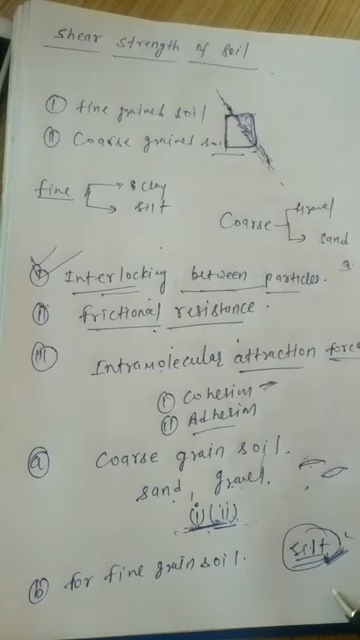 Shear Strength of Soil
(I) fine grained soil
(II) Coarse grained soil
fine → clay
→ silt
Coarse gravel
→ sand
(i) Interlocking between particles.
(ii) frictional resistance.
(iii) Intramolecular attraction force
(i) Cohesion →
(ii) Adhesion
(a) Coarse grain soil.
sand, gravel.
(i) (ii)
(b) for fine grain soil.
silt